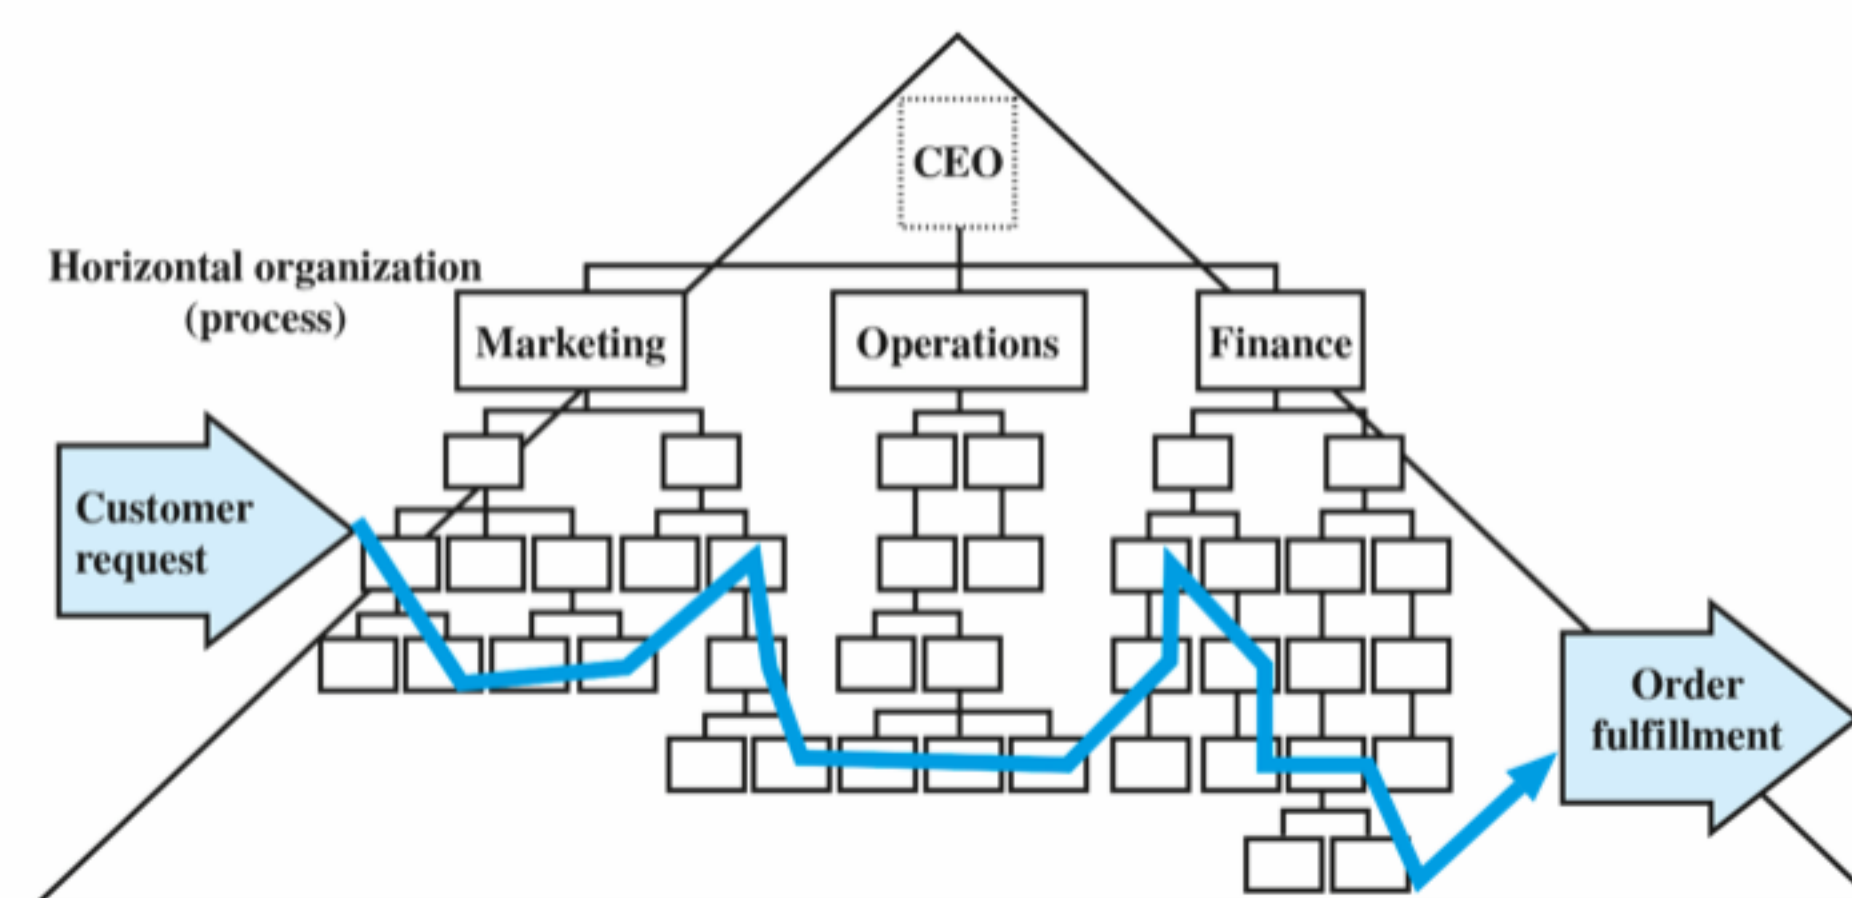 CEO
Horizontal organization
(process)
Marketing
Operations
Finance
Customer
request
Order
fulfillment